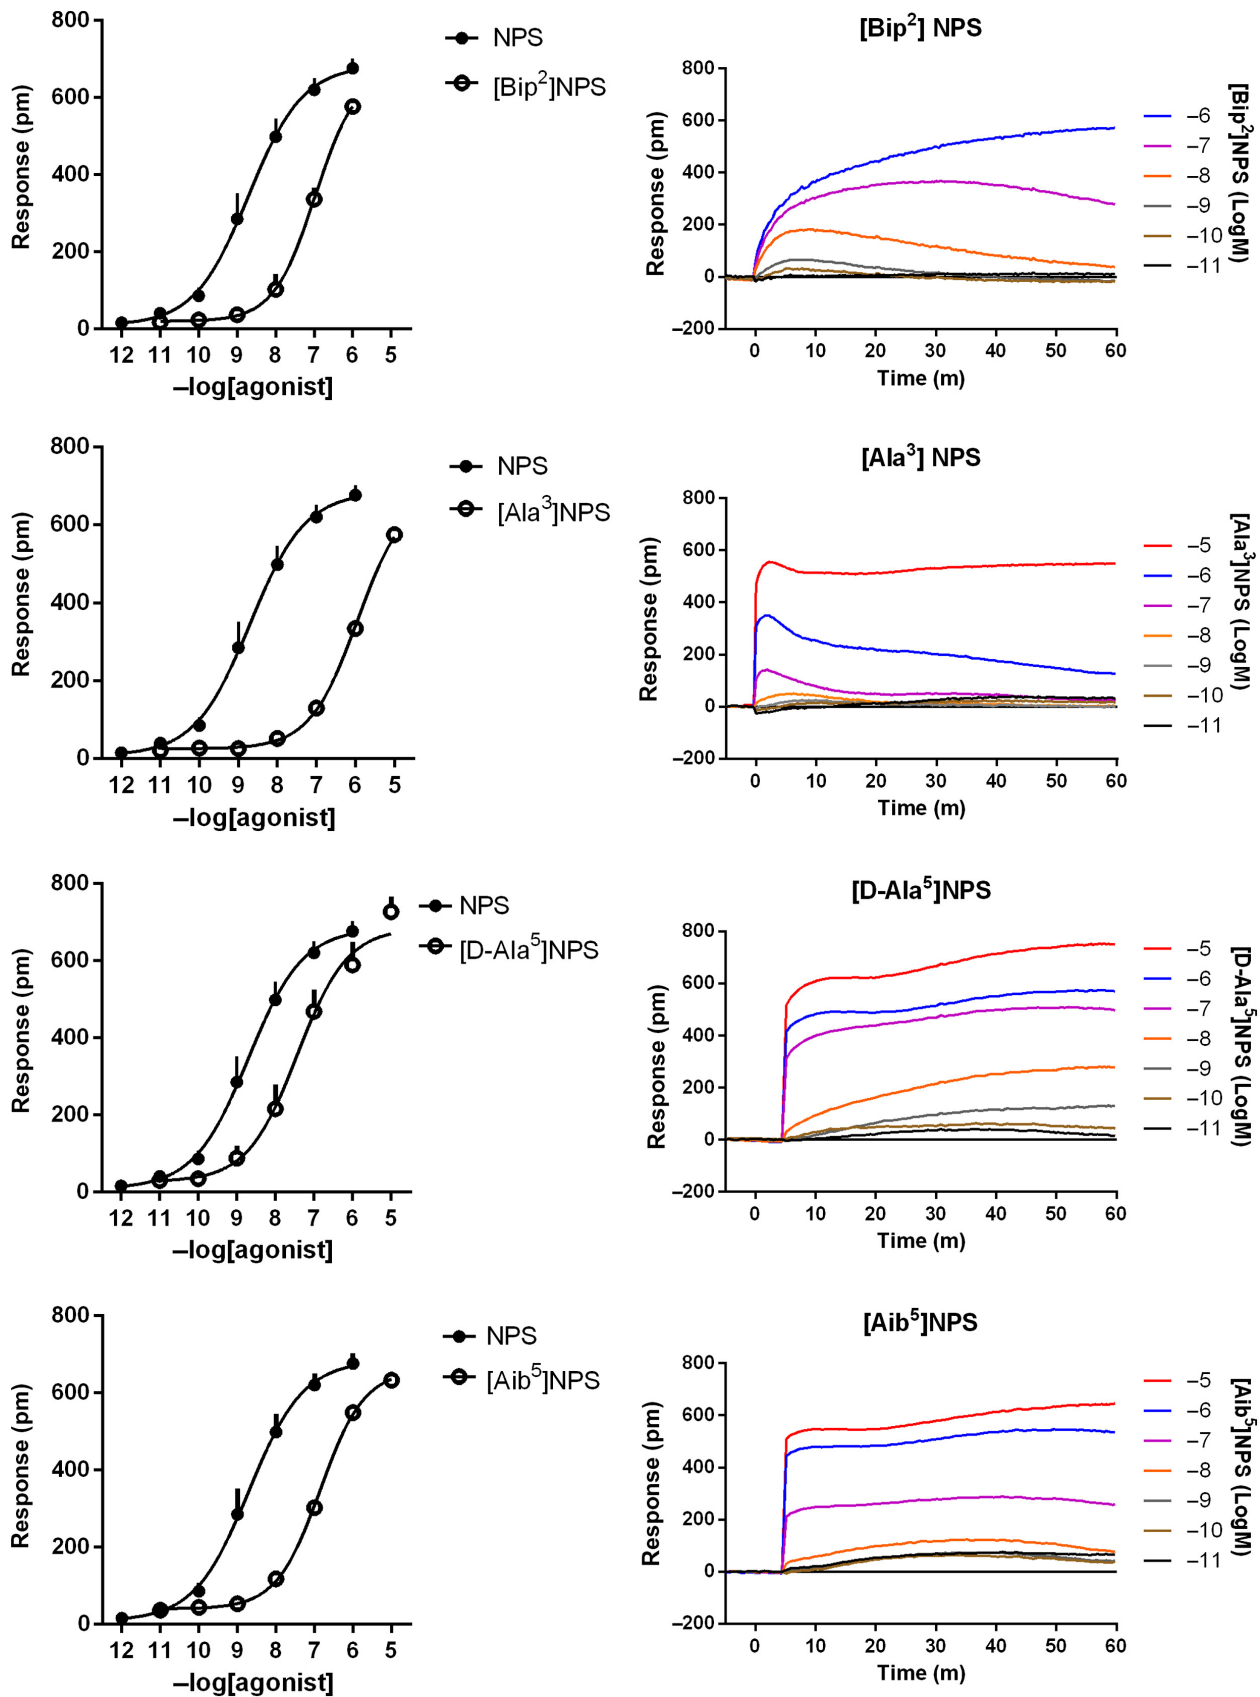 NPS
[Bip²]NPS
Response (pm)
800
600
400
200
0
12 11 10 9 8 7 6 5
–log[agonist]
[Bip²] NPS
Response (pm)
800
600
400
200
0
–200
0 10 20 30 40 50 60
Time (m)
–6
–7
–8
–9
–10
–11
[Bip²]NPS (LogM)
NPS
[Ala³]NPS
Response (pm)
800
600
400
200
0
12 11 10 9 8 7 6 5
–log[agonist]
[Ala³] NPS
Response (pm)
800
600
400
200
0
–200
0 10 20 30 40 50 60
Time (m)
–5
–6
–7
–8
–9
–10
–11
[Ala³]NPS (LogM)
NPS
[D-Ala⁵]NPS
Response (pm)
800
600
400
200
0
12 11 10 9 8 7 6 5
–log[agonist]
[D-Ala⁵]NPS
Response (pm)
800
600
400
200
0
–200
0 10 20 30 40 50 60
Time (m)
–5
–6
–7
–8
–9
–10
–11
[D-Ala⁵]NPS (LogM)
NPS
[Aib⁵]NPS
Response (pm)
800
600
400
200
0
12 11 10 9 8 7 6 5
–log[agonist]
[Aib⁵]NPS
Response (pm)
800
600
400
200
0
–200
0 10 20 30 40 50 60
Time (m)
–5
–6
–7
–8
–9
–10
–11
[Aib⁵]NPS (LogM)